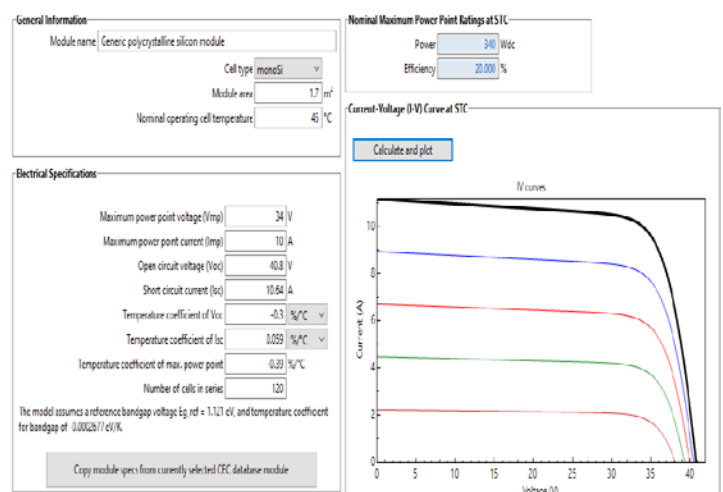 General Information
Module name Generic polycrystalline silicon module
Cell type monoSi
Module area 1.7 m²
Nominal operating cell temperature 45 °C
Electrical Specifications
Maximum power point voltage (Vmp) 34 V
Maximum power point current (Imp) 10 A
Open circuit voltage (Voc) 40.8 V
Short circuit current (Isc) 10.64 A
Temperature coefficient of Voc -0.3 %/°C
Temperature coefficient of Isc 0.059 %/°C
Temperature coefficient of max. power point -0.39 %/°C
Number of cells in series 120
The model assumes a reference bandgap voltage Eg_ref = 1.121 eV, and temperature coefficient
for bandgap of -0.0002677 eV/K.
Copy module specs from currently selected CEC database module
Nominal Maximum Power Point Ratings at STC
Power 340 Wdc
Efficiency 20.000 %
Current-Voltage (I-V) Curve at STC
Calculate and plot
IV curves
Current (A)
10
8
6
4
2
0
0 5 10 15 20 25 30 35 40
Voltage (V)